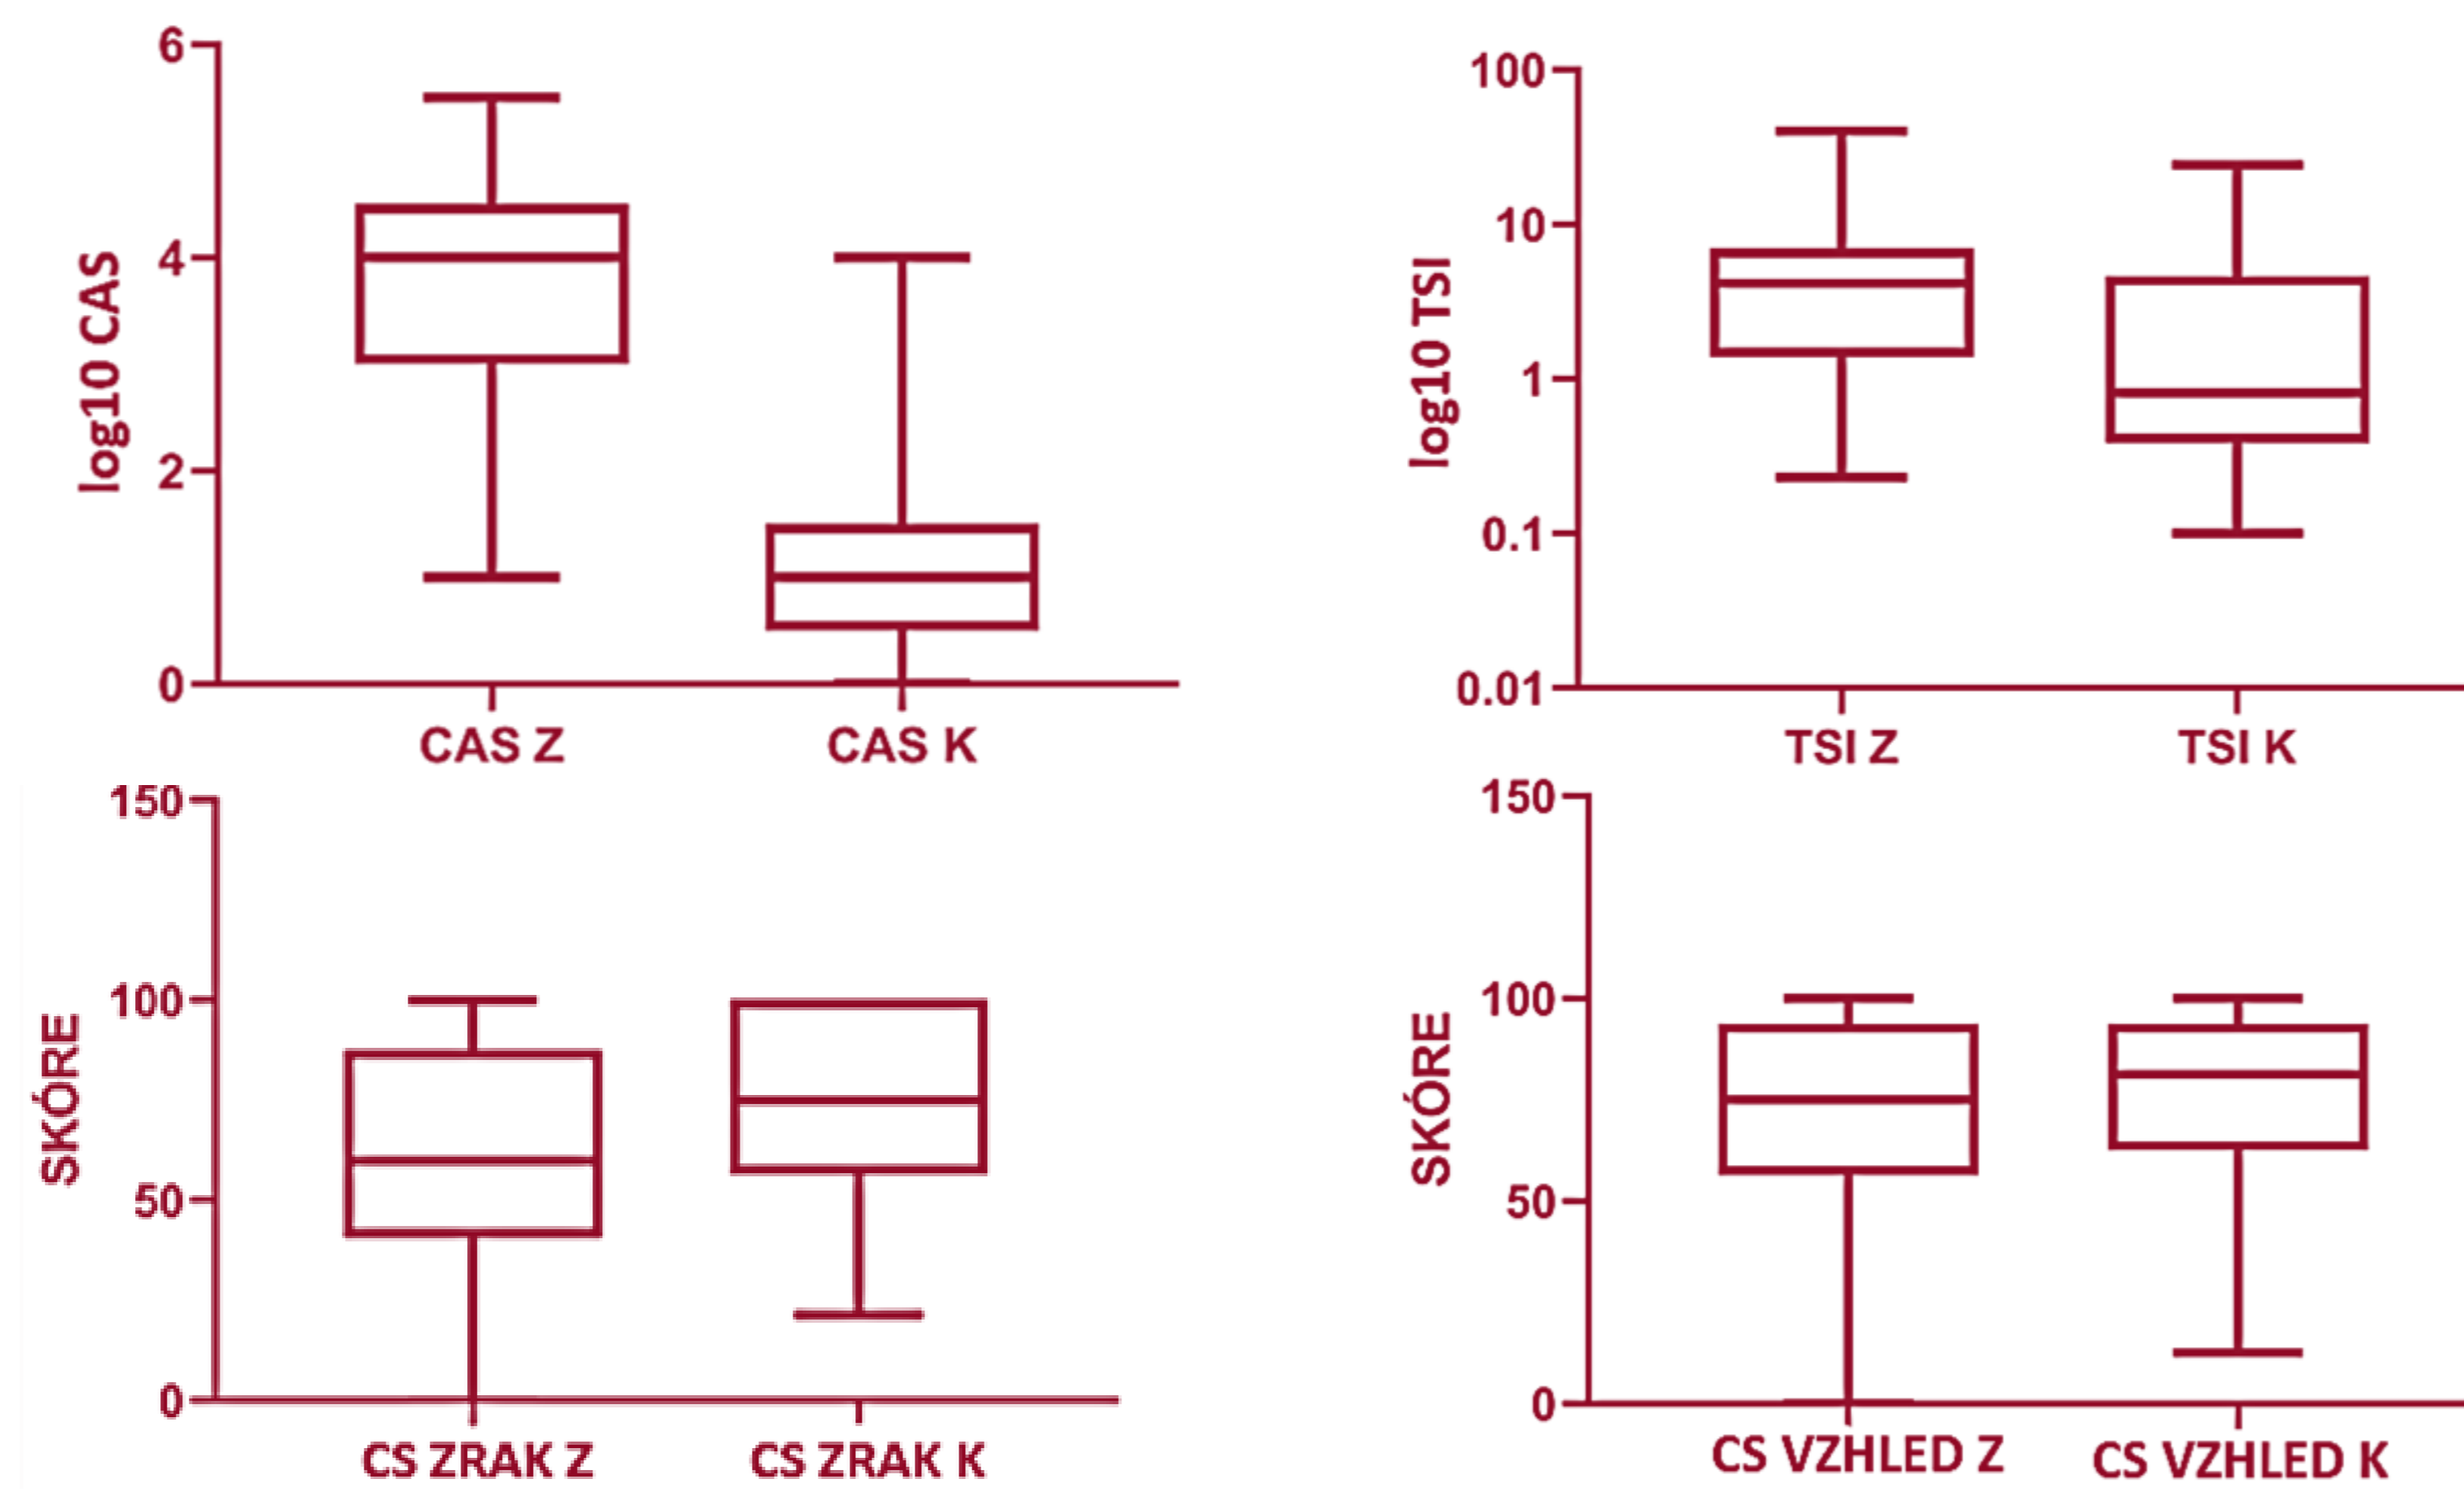 6
4
2
0
log10 CAS
CAS Z
CAS K
100
10
1
0.1
0.01
log10 TSI
TSI Z
TSI K
150
100
50
0
SKÓRE
CS ZRAK Z
CS ZRAK K
150
100
50
0
SKÓRE
CS VZHLED Z
CS VZHLED K